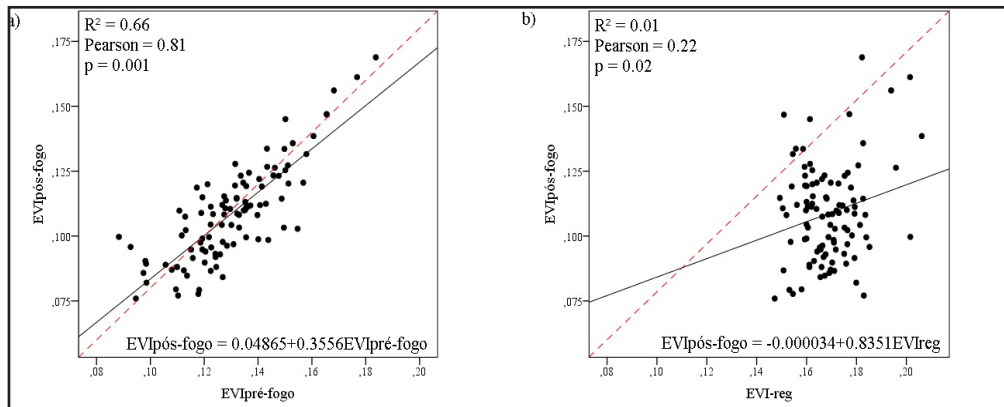 a)
R² = 0.66
Pearson = 0.81
p = 0.001
EVIpós-fogo
,175
,150
,125
,100
,075
EVIpós-fogo = 0.04865+0.3556EVIpré-fogo
,08 ,10 ,12 ,14 ,16 ,18 ,20
EVIpré-fogo
b)
R² = 0.01
Pearson = 0.22
p = 0.02
EVIpós-fogo
,175
,150
,125
,100
,075
EVIpós-fogo = -0.000034+0.8351EVIreg
,08 ,10 ,12 ,14 ,16 ,18 ,20
EVI-reg